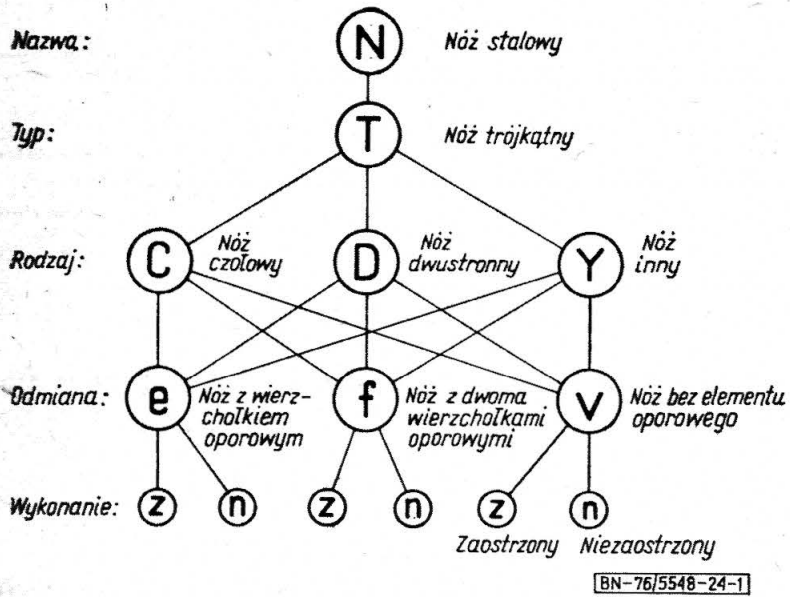 Nazwa: N Nóż stalowy
Typ: T Nóż trójkątny
Rodzaj: C Nóż czołowy D Nóż dwustronny Y Nóż inny
Odmiana: e Nóż z wierz-
chołkiem
oporowym f Nóż z dwoma
wierzchołkami
oporowymi v Nóż bez elementu
oporowego
Wykonanie: z n z n z n
Zaostrzony Niezaostrzony
BN-76/5548-24-1